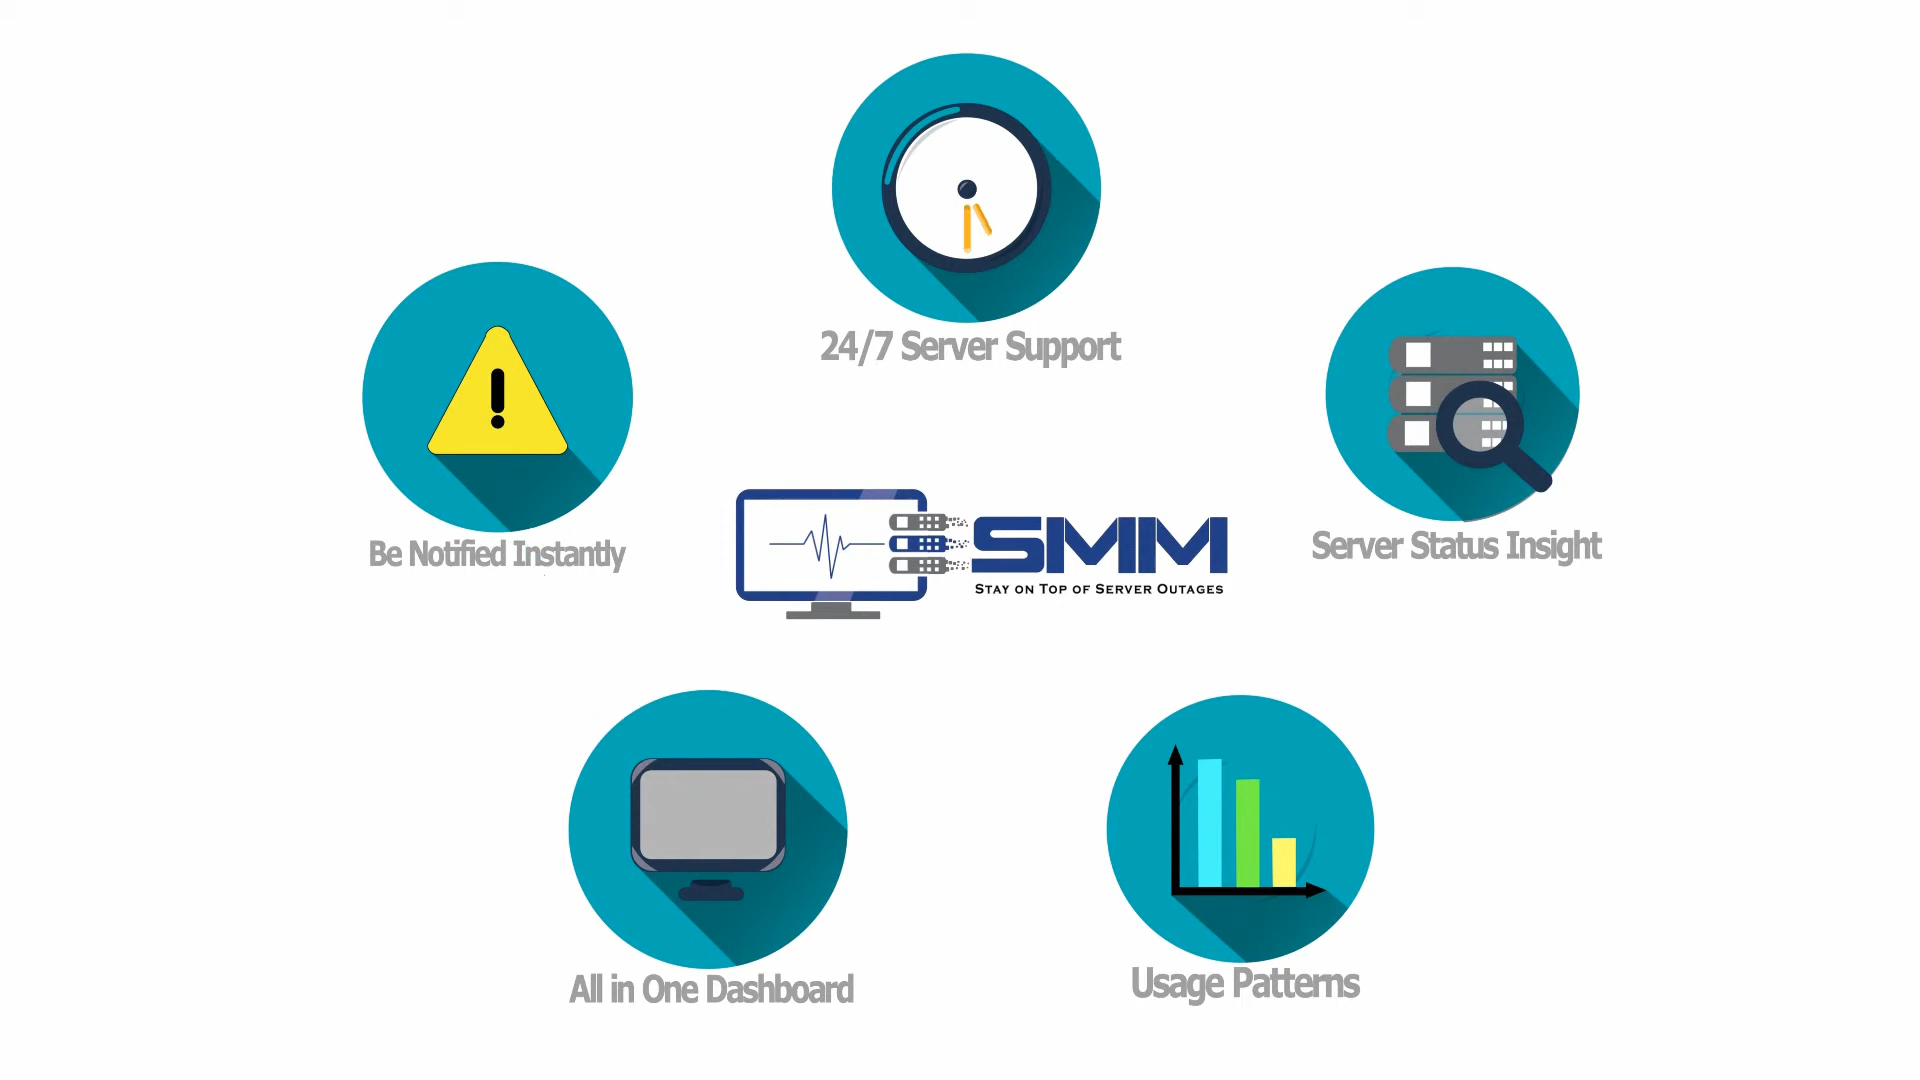 24/7 Server Support
Be Notified Instantly
Server Status Insight
SMM
Stay on Top of Server Outages
All in One Dashboard
Usage Patterns